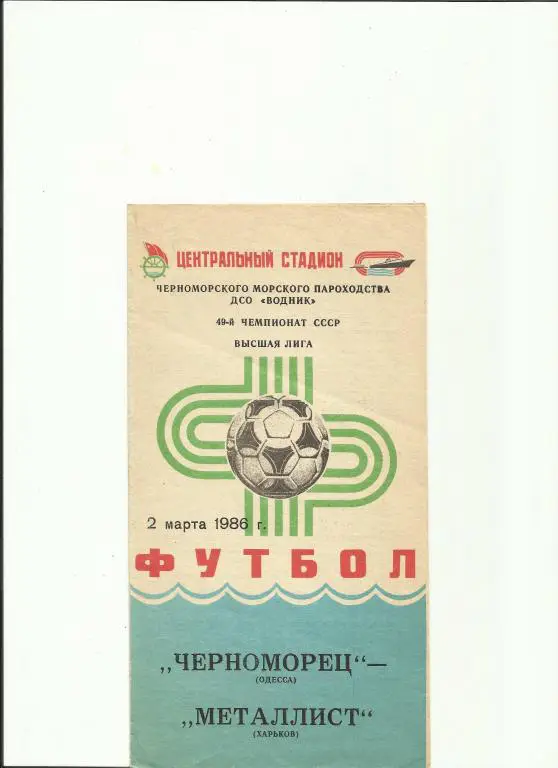 ЦЕНТРАЛЬНЫЙ СТАДИОН
ЧЕРНОМОРСКОГО МОРСКОГО ПАРОХОДСТВА
ДСО «ВОДНИК»
49-й ЧЕМПИОНАТ СССР
ВЫСШАЯ ЛИГА
2 марта 1986 г.
ФУТБОЛ
„ЧЕРНОМОРЕЦ“—
(ОДЕССА)
„МЕТАЛЛИСТ“
(ХАРЬКОВ)